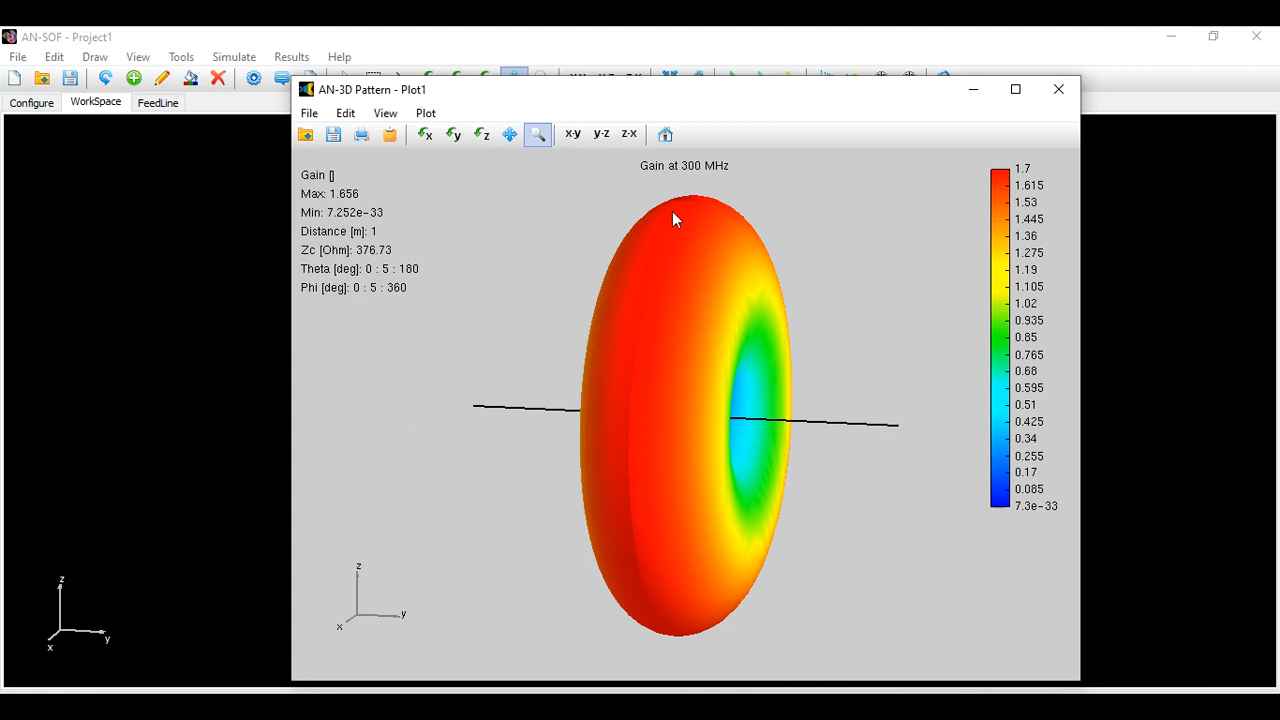 AN-SOF - Project1
File Edit Draw View Tools Simulate Results Help
Configure WorkSpace FeedLine
AN-3D Pattern - Plot1
File Edit View Plot
x y z x-y y-z z-x
Gain at 300 MHz
Gain []
Max: 1.656
Min: 7.252e-33
Distance [m]: 1
Zc [Ohm]: 376.73
Theta [deg]: 0 : 5 : 180
Phi [deg]: 0 : 5 : 360
1.7
1.615
1.53
1.445
1.36
1.275
1.19
1.105
1.02
0.935
0.85
0.765
0.68
0.595
0.51
0.425
0.34
0.255
0.17
0.085
7.3e-33
z
y
x
z
y
x